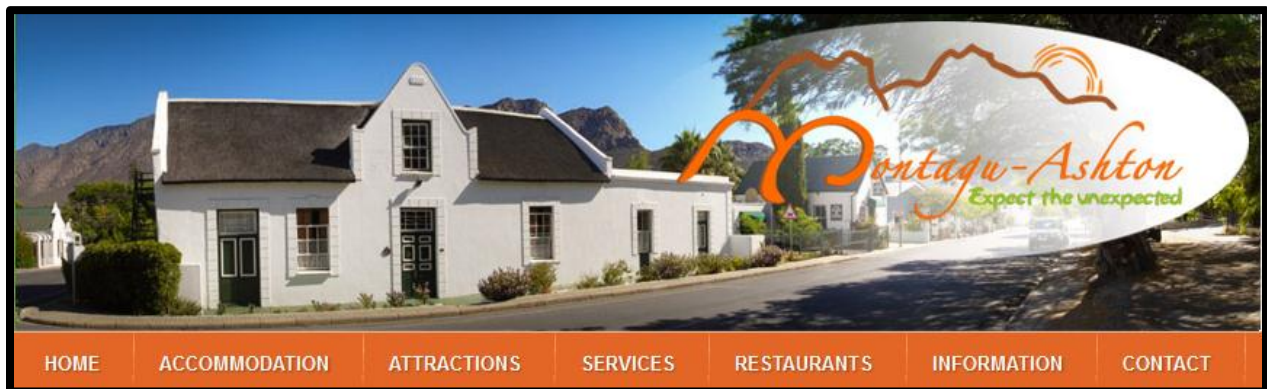 Montagu-Ashton
Expect the unexpected
HOME ACCOMMODATION ATTRACTIONS SERVICES RESTAURANTS INFORMATION CONTACT